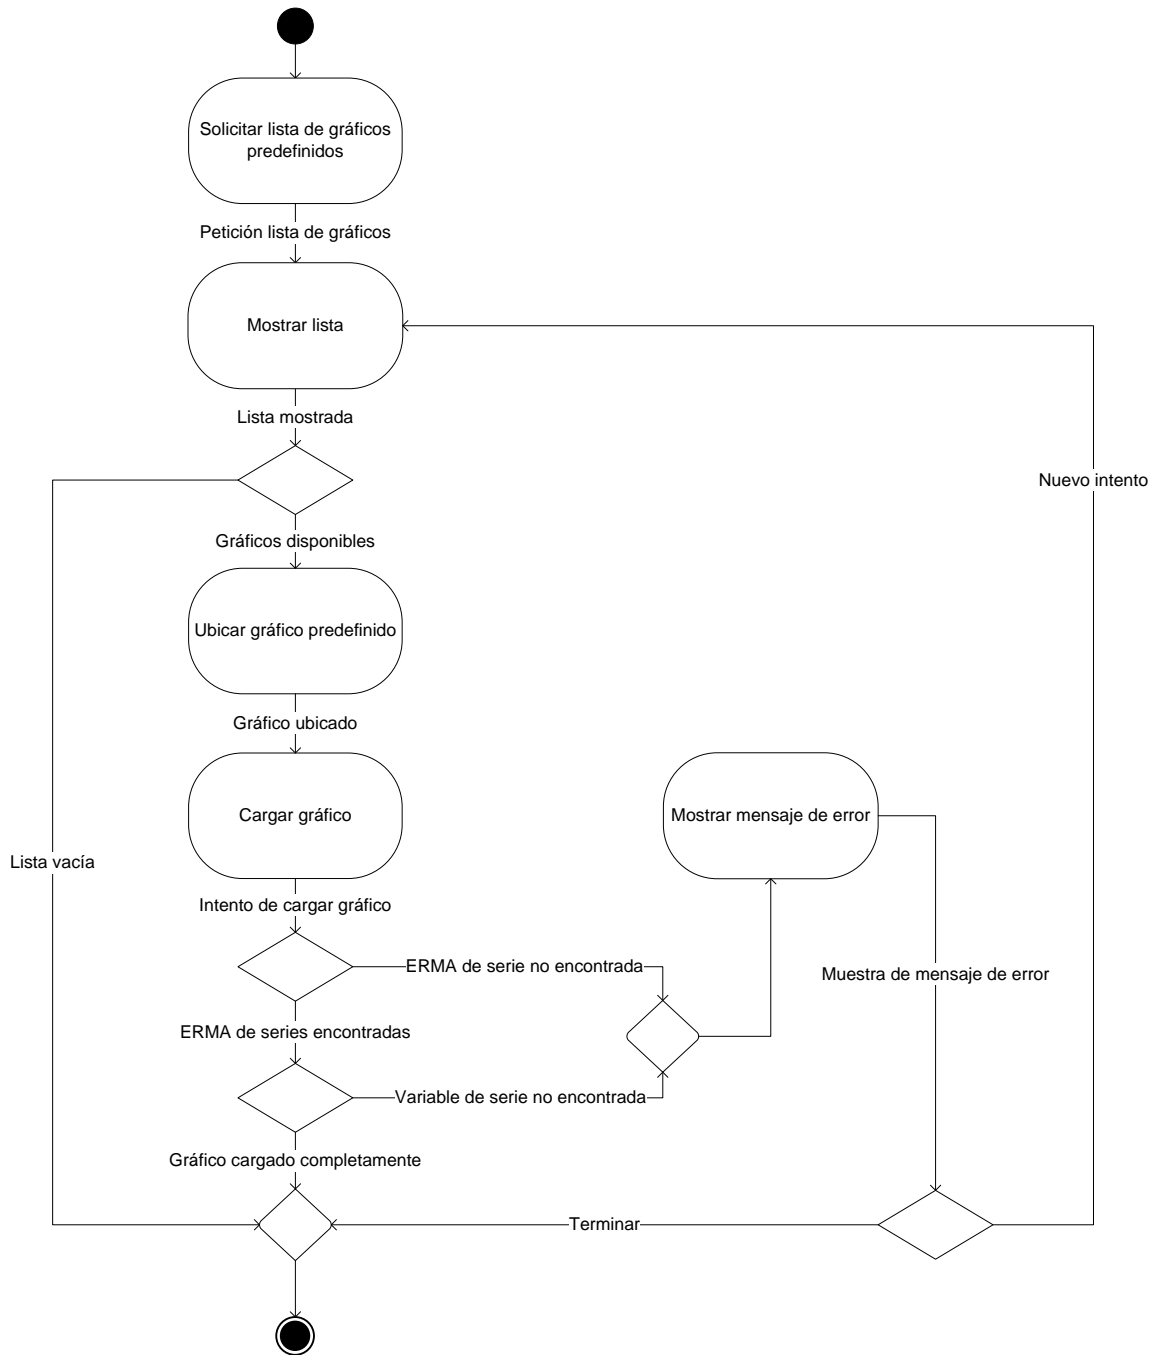 Solicitar lista de gráficos
predefinidos
Petición lista de gráficos
Mostrar lista
Lista mostrada
Nuevo intento
Gráficos disponibles
Ubicar gráfico predefinido
Gráfico ubicado
Cargar gráfico
Mostrar mensaje de error
Lista vacía
Intento de cargar gráfico
ERMA de serie no encontrada
Muestra de mensaje de error
ERMA de series encontradas
Variable de serie no encontrada
Gráfico cargado completamente
Terminar